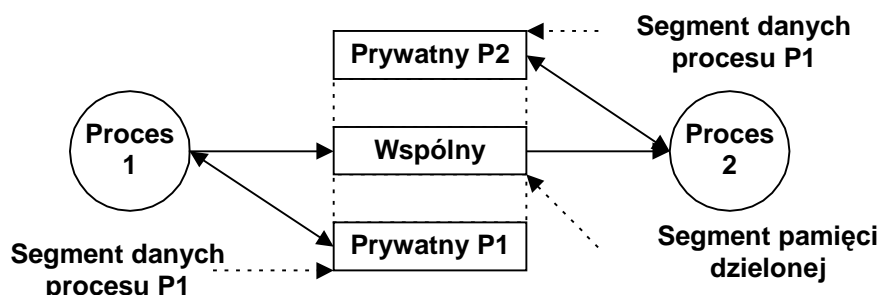 Segment danych
procesu P1
Prywatny P2
Proces
1
Wspólny
Proces
2
Prywatny P1
Segment pamięci
dzielonej
Segment danych
procesu P1